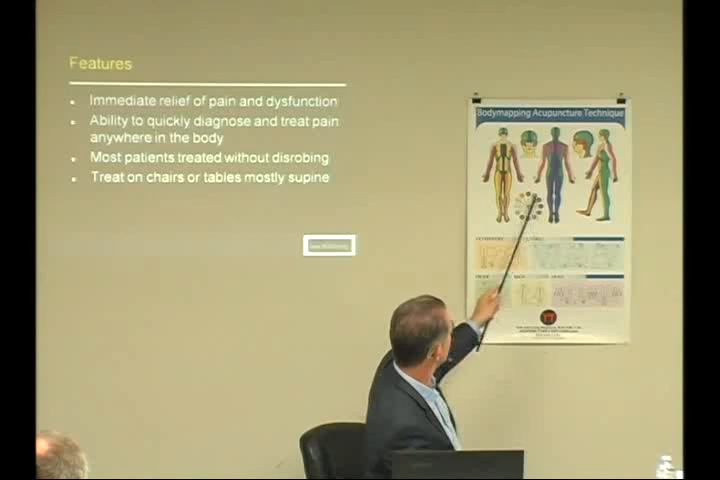 Features
Immediate relief of pain and dysfunction
Ability to quickly diagnose and treat pain
anywhere in the body
Most patients treated without disrobing
Treat on chairs or tables mostly supine
Bodymapping Acupuncture Technique